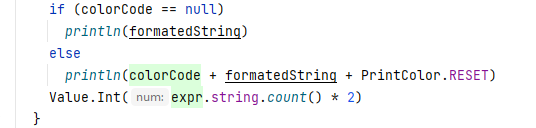 if (colorCode == null)
println(formatedString)
else
println(colorCode + formatedString + PrintColor.RESET)
Value.Int( num: expr.string.count() * 2)
}